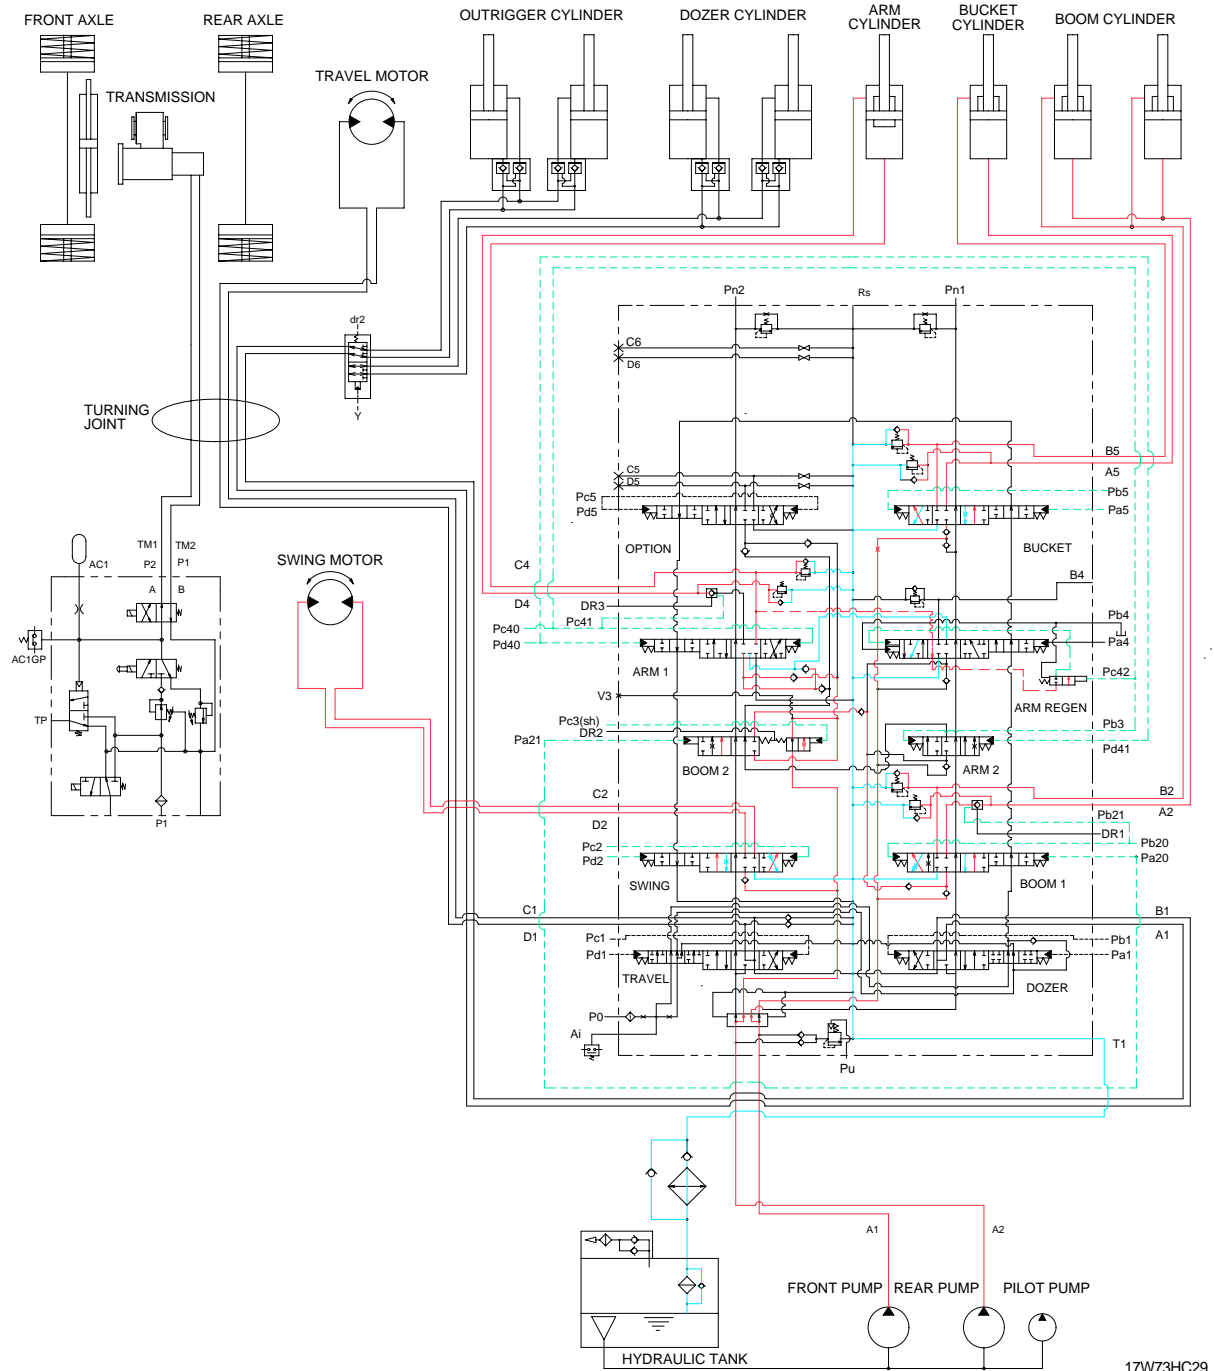 FRONT AXLE
REAR AXLE
OUTRIGGER CYLINDER
DOZER CYLINDER
ARM
CYLINDER
BUCKET
CYLINDER
BOOM CYLINDER
TRANSMISSION
TRAVEL MOTOR
Pn2
Rs
Pn1
dr2
C6
D6
Y
TURNING
JOINT
B5
A5
C5
D5
Pc5
Pd5
Pb5
Pa5
OPTION
BUCKET
TM1
TM2
P2
P1
A
B
AC1
SWING MOTOR
C4
B4
D4
DR3
Pc41
Pc40
Pd40
Pb4
Pa4
AC1GP
ARM 1
Pc42
V3
ARM REGEN
TP
Pc3(sh)
DR2
Pa21
Pb3
Pd41
BOOM 2
ARM 2
C2
B2
A2
P1
D2
Pb21
DR1
Pc2
Pd2
Pb20
Pa20
SWING
BOOM 1
C1
D1
B1
A1
Pc1
Pd1
Pb1
Pa1
TRAVEL
DOZER
P0
Ai
T1
Pu
A1
A2
FRONT PUMP
REAR PUMP
PILOT PUMP
HYDRAULIC TANK
17W73HC29